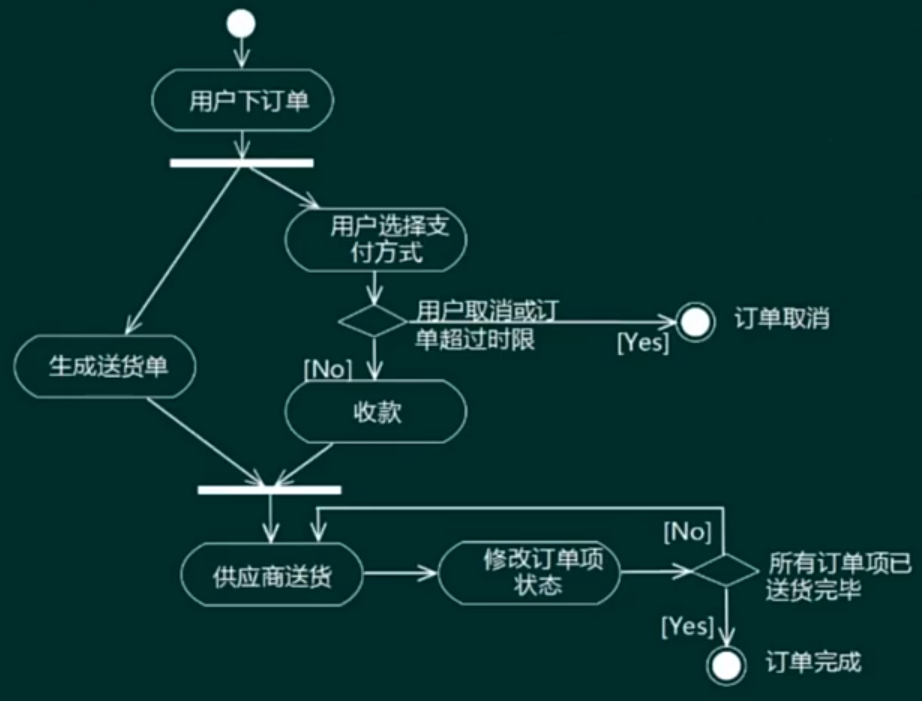 用户下订单
用户选择支
付方式
用户取消或订
单超过时限
[Yes]
订单取消
生成送货单
[No]
收款
[No]
供应商送货
修改订单项
状态
所有订单项已
送货完毕
[Yes]
订单完成